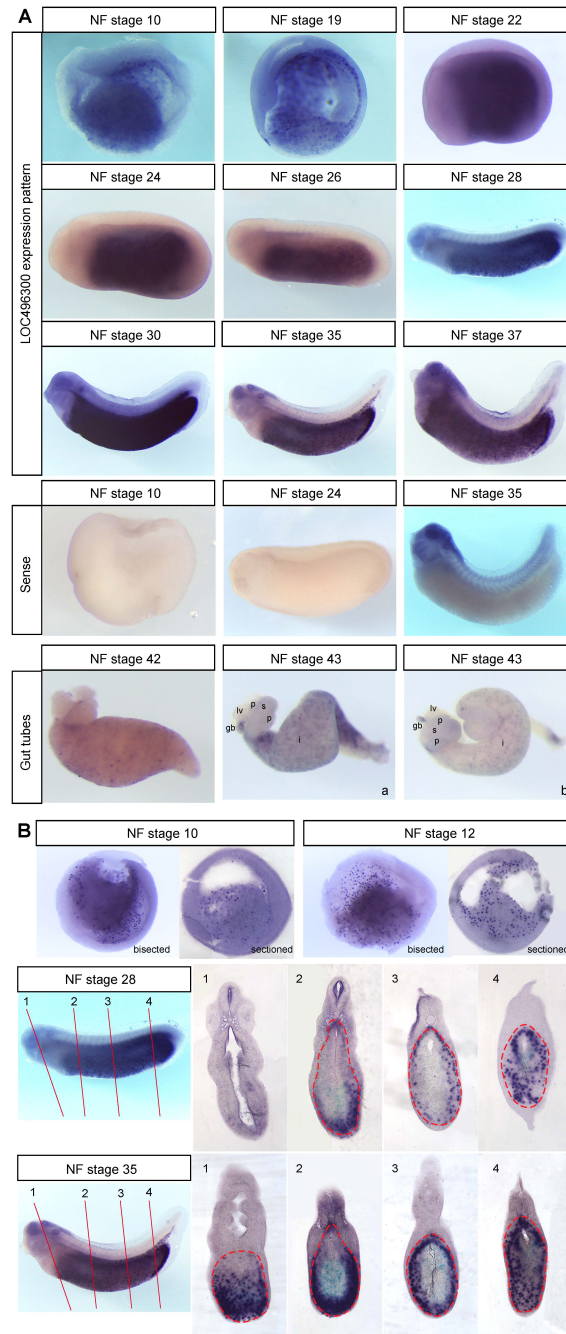 A
NF stage 10
NF stage 19
NF stage 22
LOC496300 expression pattern
NF stage 24
NF stage 26
NF stage 28
NF stage 30
NF stage 35
NF stage 37
Sense
NF stage 10
NF stage 24
NF stage 35
Gut tubes
NF stage 42
NF stage 43
NF stage 43
lv p s p
gb
i
a
lv p
gb s
p
i
b
B
NF stage 10
NF stage 12
bisected
sectioned
bisected
sectioned
NF stage 28
1 2 3 4
1
2
3
4
NF stage 35
1 2 3 4
1
2
3
4